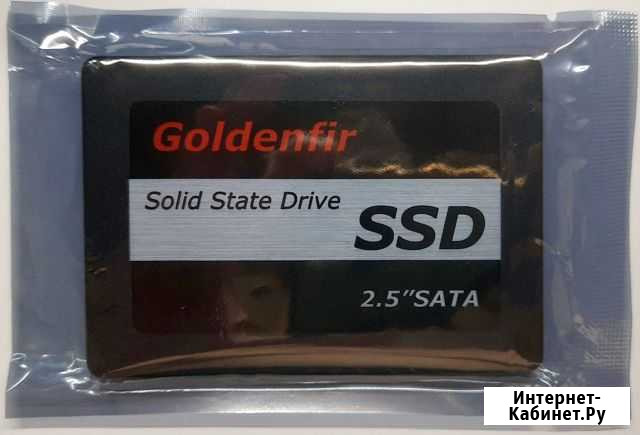 Goldenfir
Solid State Drive
SSD
2.5"SATA
Интернет-
Кабинет.Ру